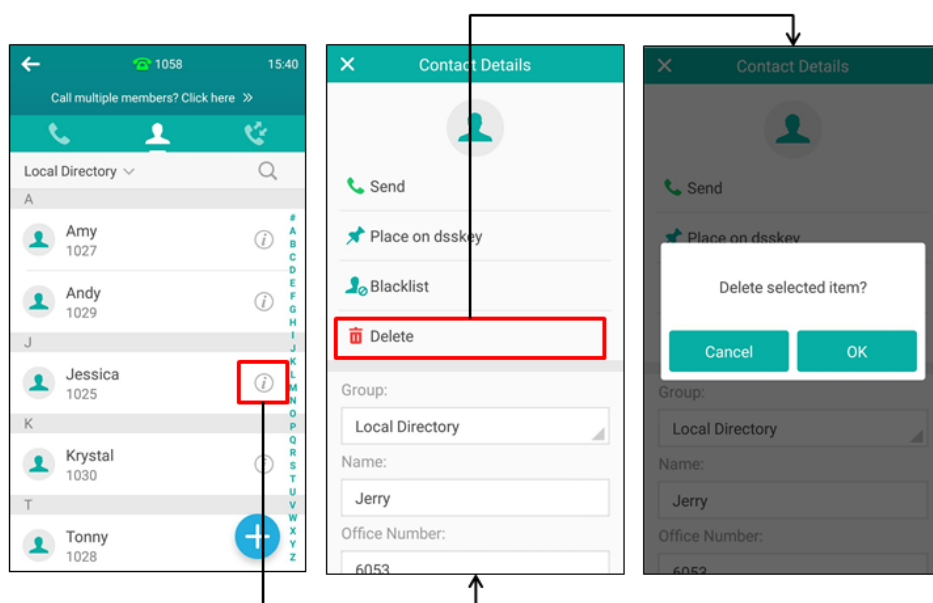 1058
15:40
Call multiple members? Click here »
Local Directory
A
Amy
1027
Andy
1029
J
Jessica
1025
K
Krystal
1030
T
Tonny
1028
#
A
B
C
D
E
F
G
H
I
J
K
L
M
N
O
P
Q
R
S
T
U
V
W
X
Y
Z
Contact Details
Send
Place on dsskey
Blacklist
Delete
Group:
Local Directory
Name:
Jerry
Office Number:
6053
Contact Details
Send
Place on dsskey
Delete selected item?
Cancel
OK
Group:
Local Directory
Name:
Jerry
Office Number:
6053